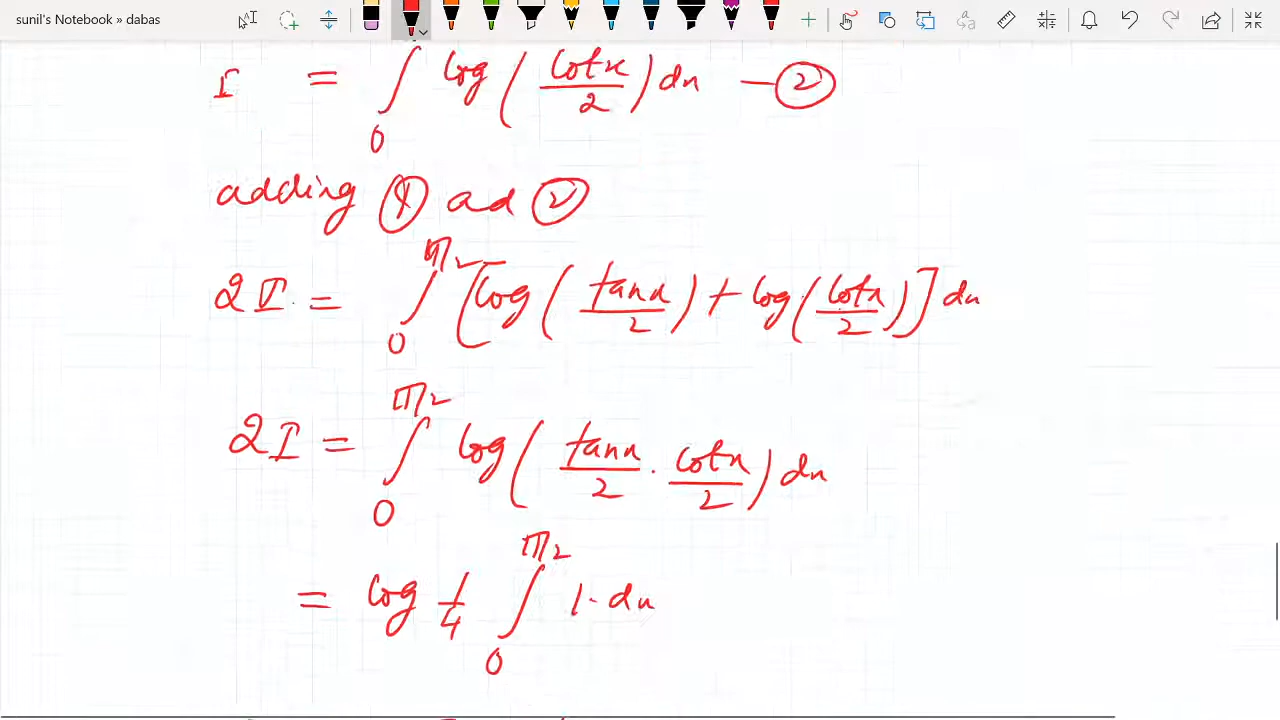 sunil's Notebook » dabas
I = ∫₀ log (cotx/2) dx — ②
adding ① ad ②
2I = ∫₀^π/2 [log (tanx/2) + log (cotx/2)] dx
2I = ∫₀^π/2 log (tanx/2 · cotx/2) dx
= log 1/4 ∫₀^π/2 1· dx